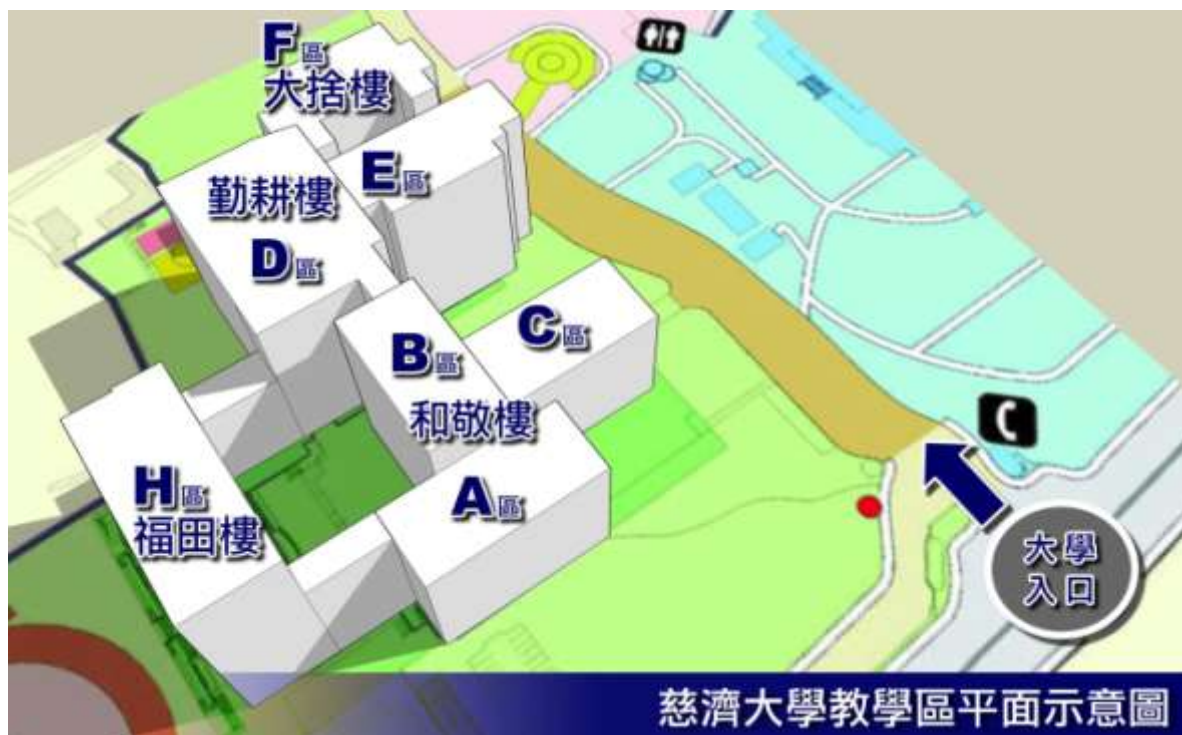 F區
大捨樓
E區
勤耕樓
D區
C區
B區
和敬樓
H區
福田樓
A區
大學
入口
慈濟大學教學區平面示意圖